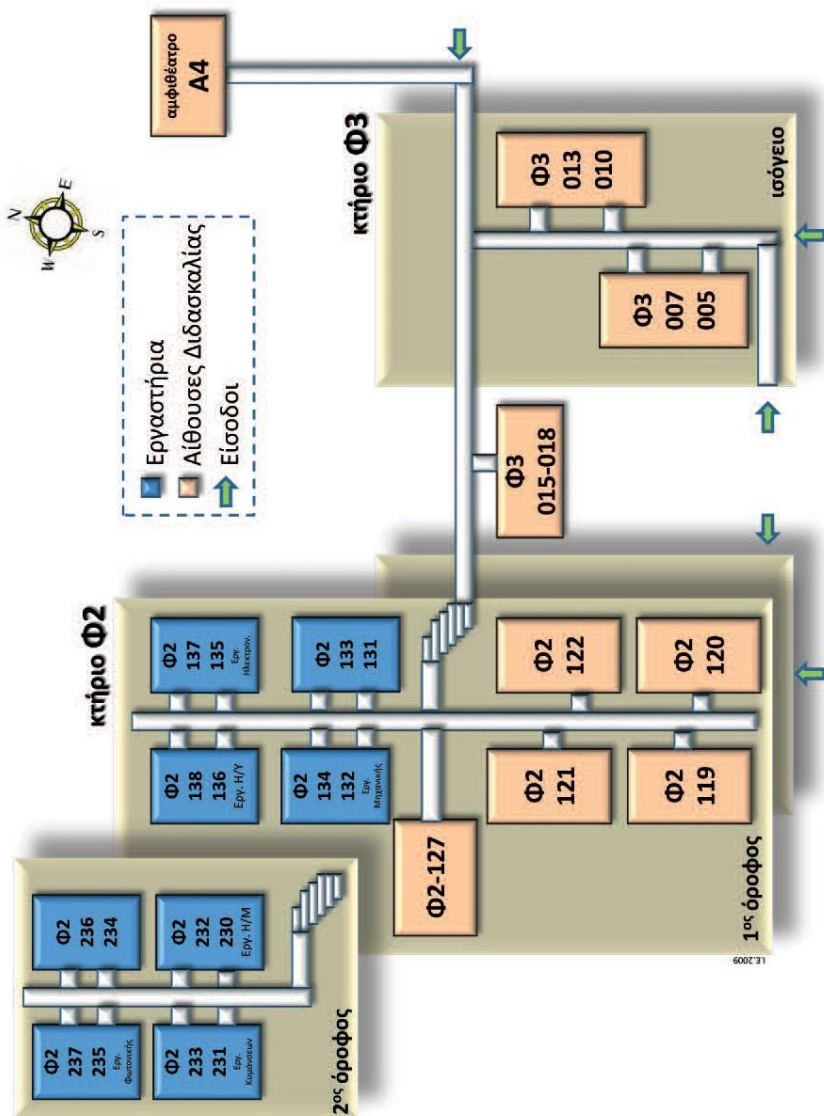 αμφιθέατρο
Α4
N
W
E
S
Εργαστήρια
Αίθουσες Διδασκαλίας
Είσοδοι
κτήριο Φ3
Φ3
013
010
Φ3
007
005
ισόγειο
Φ3
015-018
κτήριο Φ2
Φ2
137
135
Εργ.
Ηλεκτρον.
Φ2
133
131
Φ2
138
136
Εργ. Η/Υ
Φ2
134
132
Εργ.
Μηχανικής
Φ2
122
Φ2
120
Φ2
121
Φ2
119
Φ2-127
1ος όροφος
Ι.Ε.2009
Φ2
236
234
Φ2
232
230
Εργ. Η/Μ
Φ2
237
235
Εργ.
Φωτονικής
Φ2
233
231
Εργ.
Κυμάνσεων
2ος όροφος